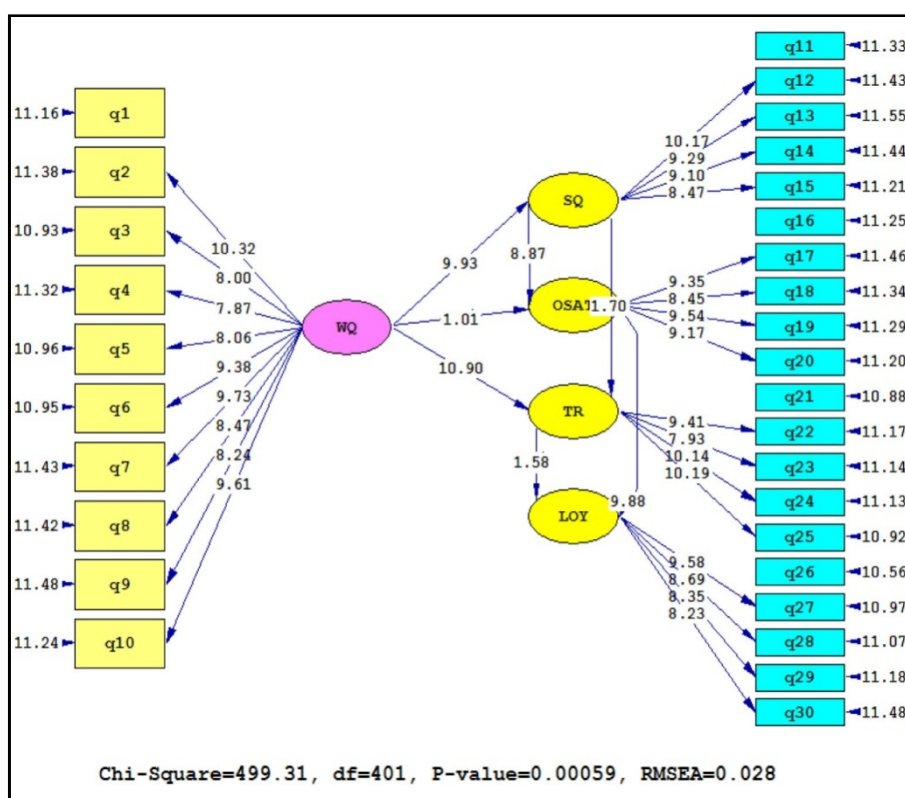 11.16 q1
11.38 q2
10.93 q3
11.32 q4
10.96 q5
10.95 q6
11.43 q7
11.42 q8
11.48 q9
11.24 q10
10.32
8.00
7.87
8.06
9.38
9.73
8.47
8.24
9.61
WQ
9.93
1.01
10.90
SQ
8.87
OSAT
1.70
TR
1.58
9.88
LOY
10.17
9.29
9.10
8.47
9.35
8.45
9.54
9.17
9.41
7.93
10.14
10.19
9.58
8.69
8.35
8.23
q11 11.33
q12 11.43
q13 11.55
q14 11.44
q15 11.21
q16 11.25
q17 11.46
q18 11.34
q19 11.29
q20 11.20
q21 10.88
q22 11.17
q23 11.14
q24 11.13
q25 10.92
q26 10.56
q27 10.97
q28 11.07
q29 11.18
q30 11.48
Chi-Square=499.31, df=401, P-value=0.00059, RMSEA=0.028